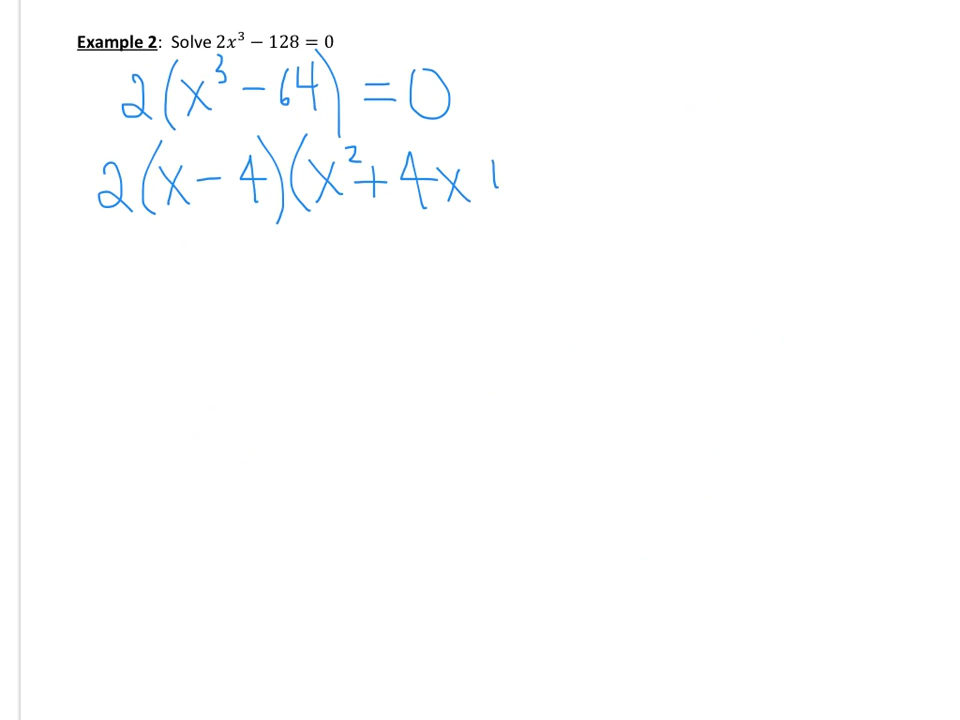 Example 2: Solve 2x³ − 128 = 0
2(x³ − 64) = 0
2(x − 4)(x² + 4x